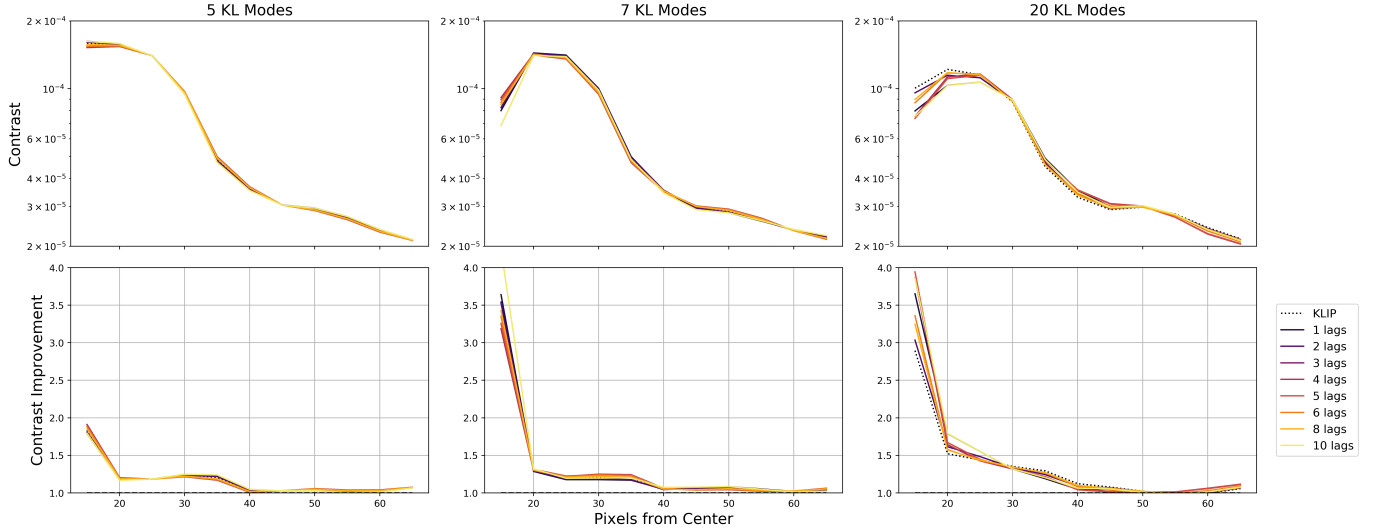 5 KL Modes
7 KL Modes
20 KL Modes
Contrast
2 × 10⁻⁴
10⁻⁴
6 × 10⁻⁵
4 × 10⁻⁵
3 × 10⁻⁵
2 × 10⁻⁵
2 × 10⁻⁴
10⁻⁴
6 × 10⁻⁵
4 × 10⁻⁵
3 × 10⁻⁵
2 × 10⁻⁵
2 × 10⁻⁴
10⁻⁴
6 × 10⁻⁵
4 × 10⁻⁵
3 × 10⁻⁵
2 × 10⁻⁵
Contrast Improvement
4.0
3.5
3.0
2.5
2.0
1.5
1.0
20 30 40 50 60
4.0
3.5
3.0
2.5
2.0
1.5
1.0
20 30 40 50 60
4.0
3.5
3.0
2.5
2.0
1.5
1.0
20 30 40 50 60
Pixels from Center
KLIP
1 lags
2 lags
3 lags
4 lags
5 lags
6 lags
8 lags
10 lags